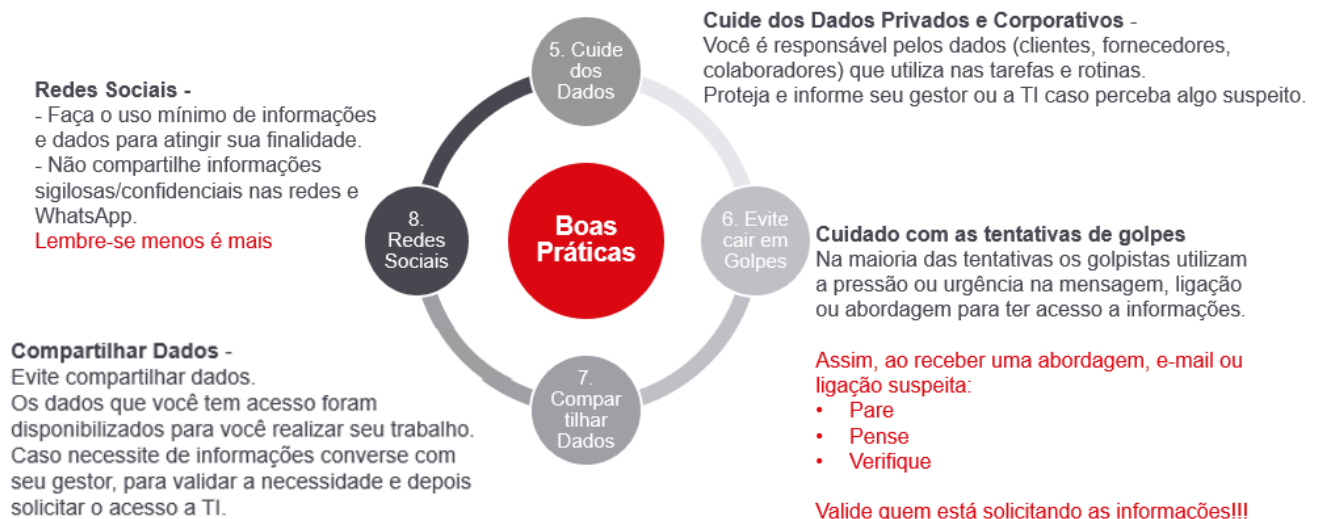 5. Cuide
dos
Dados
Cuide dos Dados Privados e Corporativos -
Você é responsável pelos dados (clientes, fornecedores,
colaboradores) que utiliza nas tarefas e rotinas.
Proteja e informe seu gestor ou a TI caso perceba algo suspeito.
Redes Sociais -
- Faça o uso mínimo de informações
e dados para atingir sua finalidade.
- Não compartilhe informações
sigilosas/confidenciais nas redes e
WhatsApp.
Lembre-se menos é mais
8.
Redes
Sociais
Boas
Práticas
6. Evite
cair em
Golpes
Cuidado com as tentativas de golpes
Na maioria das tentativas os golpistas utilizam
a pressão ou urgência na mensagem, ligação
ou abordagem para ter acesso a informações.
Assim, ao receber uma abordagem, e-mail ou
ligação suspeita:
• Pare
• Pense
• Verifique
Valide quem está solicitando as informações!!!
7.
Compar
tilhar
Dados
Compartilhar Dados -
Evite compartilhar dados.
Os dados que você tem acesso foram
disponibilizados para você realizar seu trabalho.
Caso necessite de informações converse com
seu gestor, para validar a necessidade e depois
solicitar o acesso a TI.